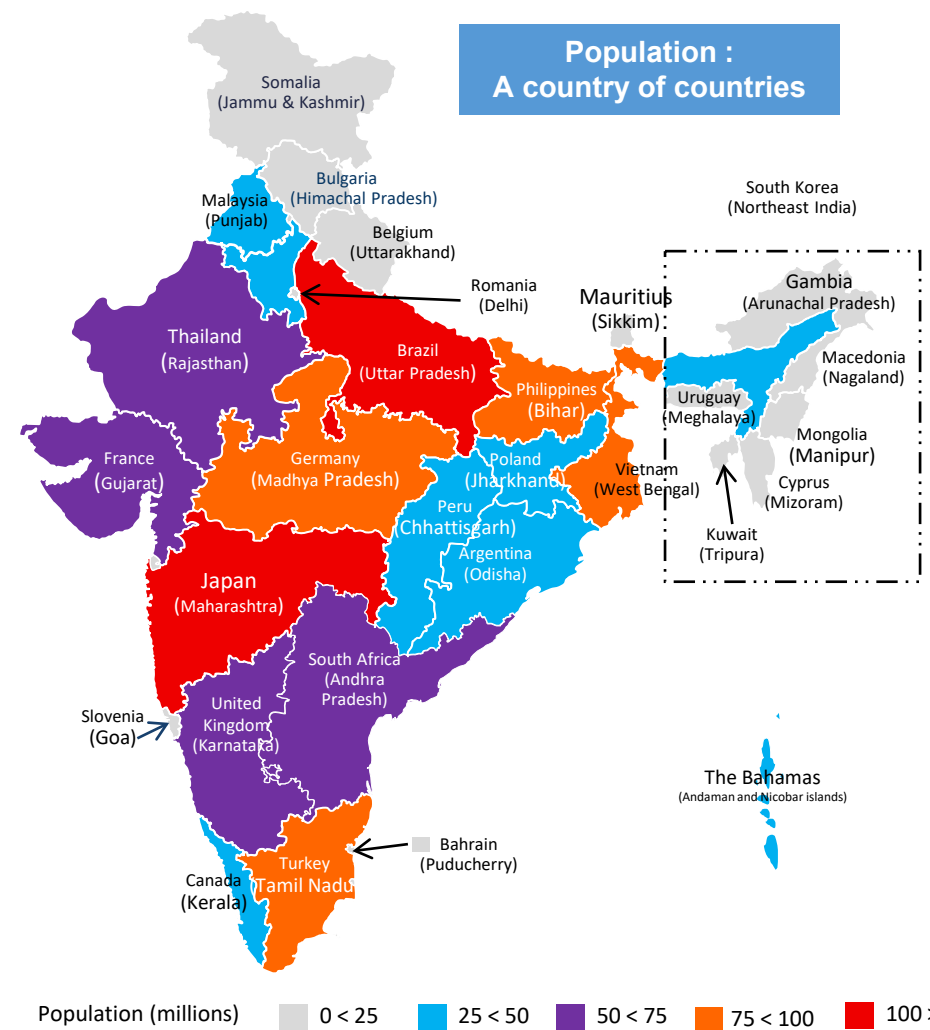 Population :
A country of countries
Somalia
(Jammu & Kashmir)
Bulgaria
(Himachal Pradesh)
Malaysia
(Punjab)
Belgium
(Uttarakhand)
South Korea
(Northeast India)
Romania
(Delhi)
Mauritius
(Sikkim)
Gambia
(Arunachal Pradesh)
Thailand
(Rajasthan)
Brazil
(Uttar Pradesh)
Philippines
(Bihar)
Macedonia
(Nagaland)
Uruguay
(Meghalaya)
Mongolia
(Manipur)
France
(Gujarat)
Germany
(Madhya Pradesh)
Poland
(Jharkhand)
Vietnam
(West Bengal)
Cyprus
(Mizoram)
Peru
(Chhattisgarh)
Kuwait
(Tripura)
Argentina
(Odisha)
Japan
(Maharashtra)
South Africa
(Andhra
Pradesh)
United
Kingdom
(Karnataka)
Slovenia
(Goa)
The Bahamas
(Andaman and Nicobar islands)
Bahrain
(Puducherry)
Turkey
Tamil Nadu
Canada
(Kerala)
Population (millions) 0 < 25 25 < 50 50 < 75 75 < 100 100 >